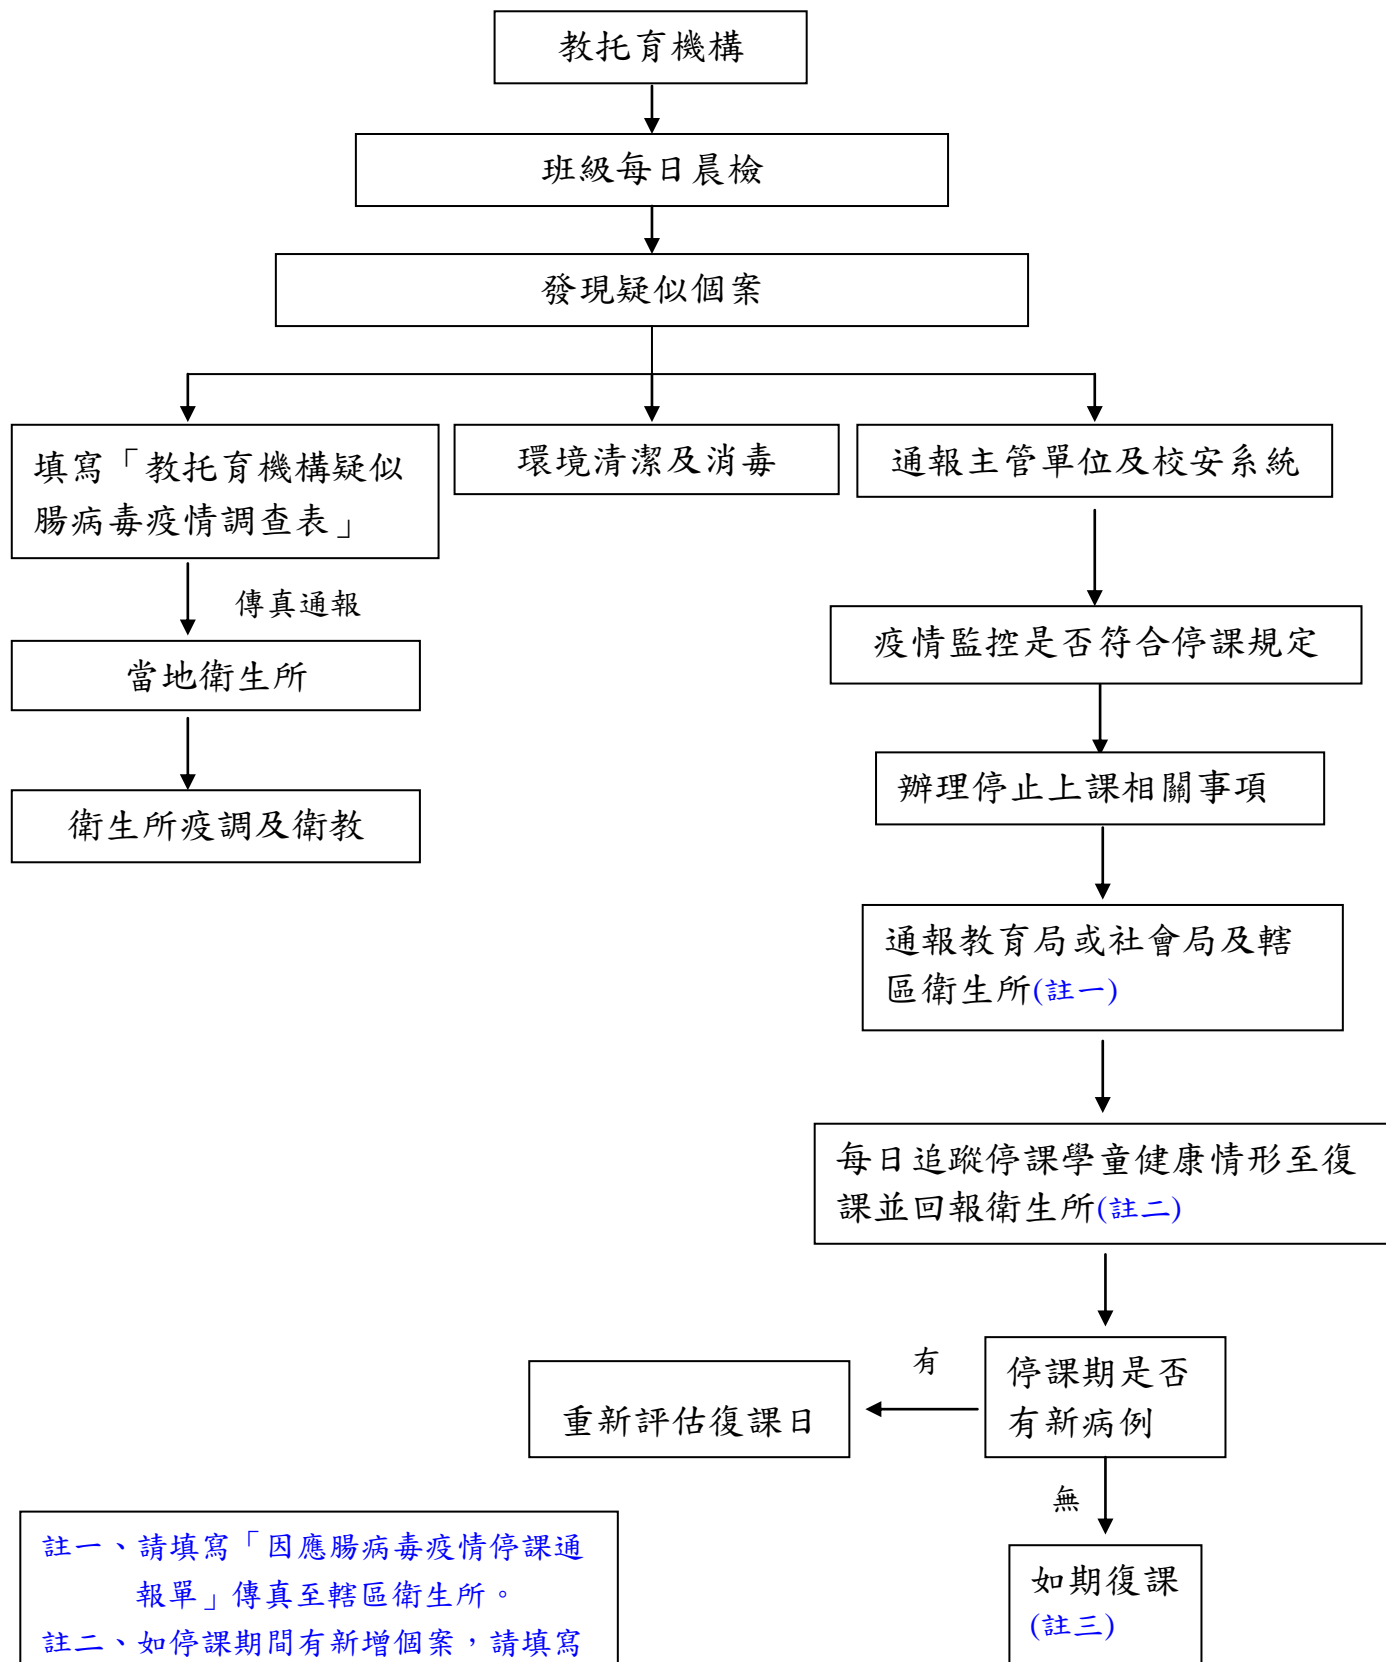 教托育機構
班級每日晨檢
發現疑似個案
填寫「教托育機構疑似
腸病毒疫情調查表」
環境清潔及消毒
通報主管單位及校安系統
傳真通報
當地衛生所
衛生所疫調及衛教
疫情監控是否符合停課規定
辦理停止上課相關事項
通報教育局或社會局及轄
區衛生所(註一)
每日追蹤停課學童健康情形至復
課並回報衛生所(註二)
停課期是否
有新病例
有
重新評估復課日
無
如期復課
(註三)
註一、請填寫「因應腸病毒疫情停課通
報單」傳真至轄區衛生所。
註二、如停課期間有新增個案，請填寫